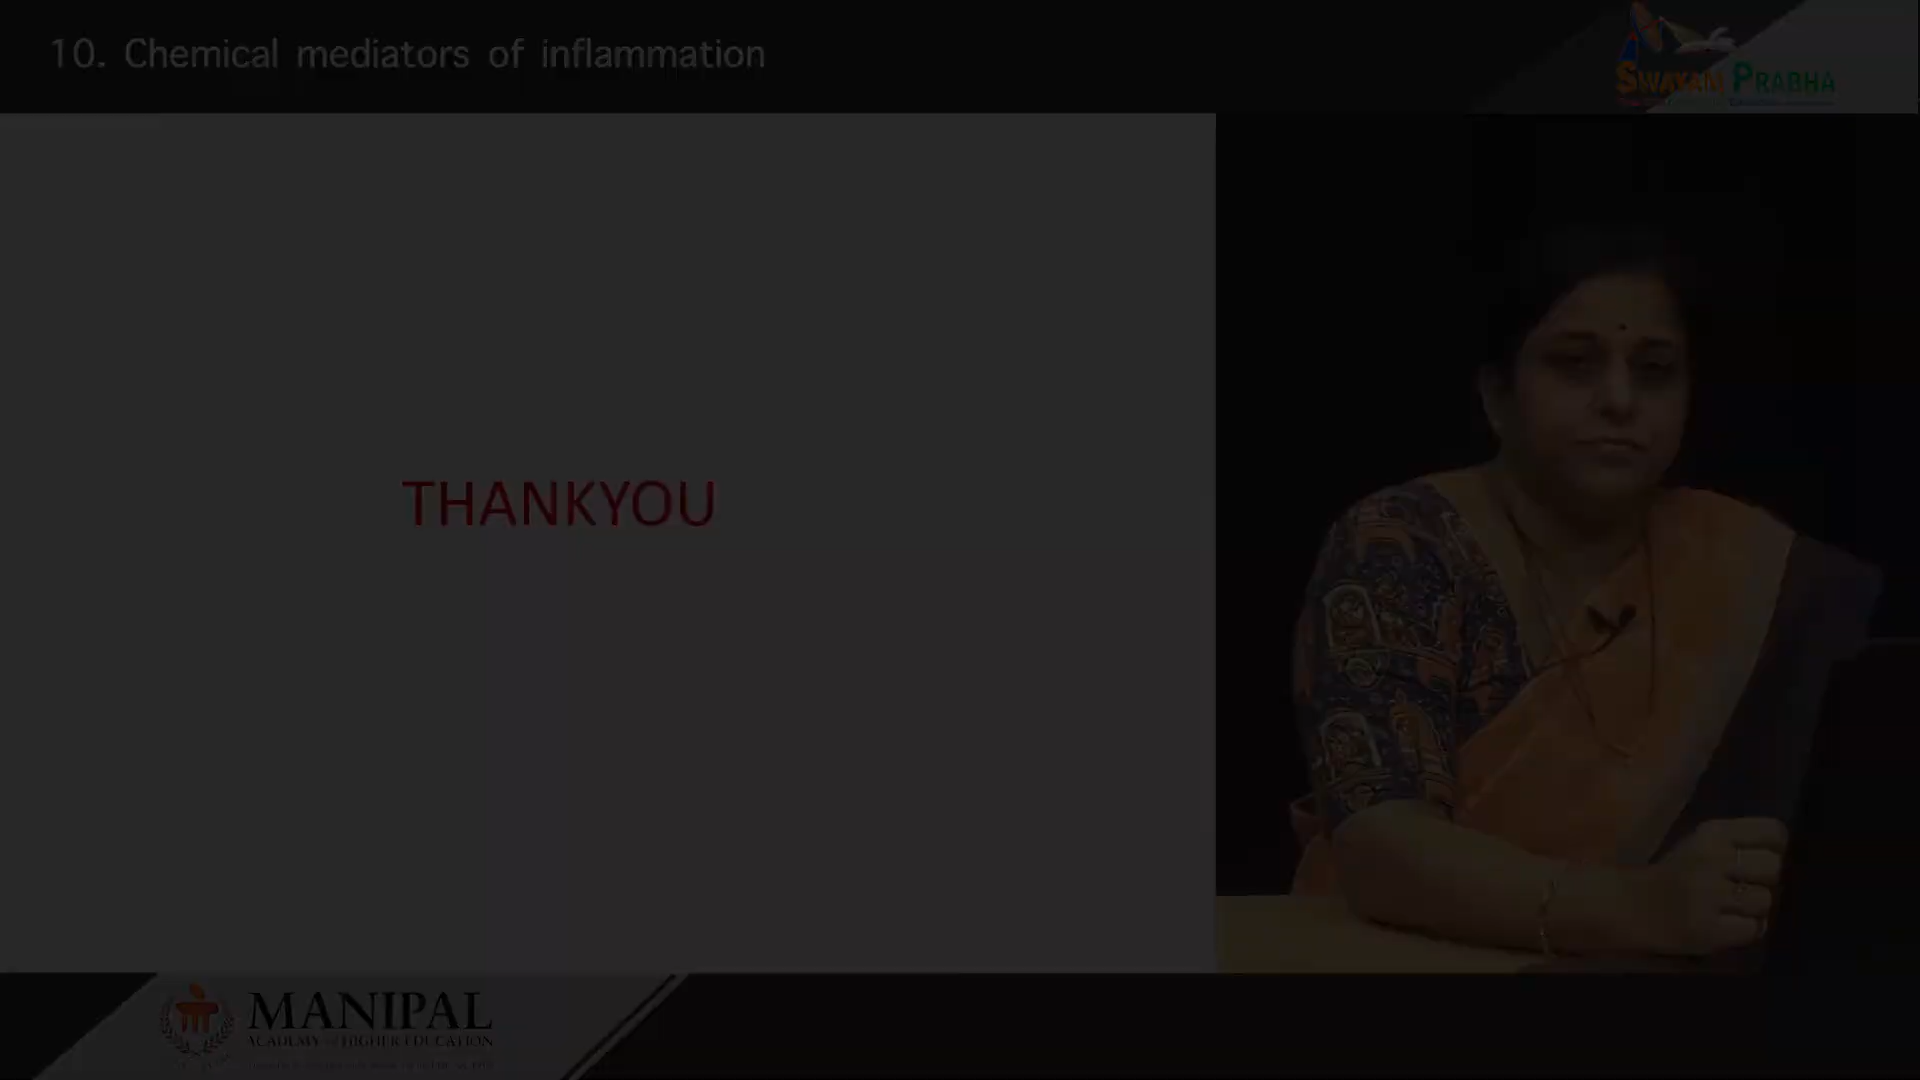 10. Chemical mediators of inflammation
SWAYAM PRABHA
THANKYOU
MANIPAL
ACADEMY of HIGHER EDUCATION